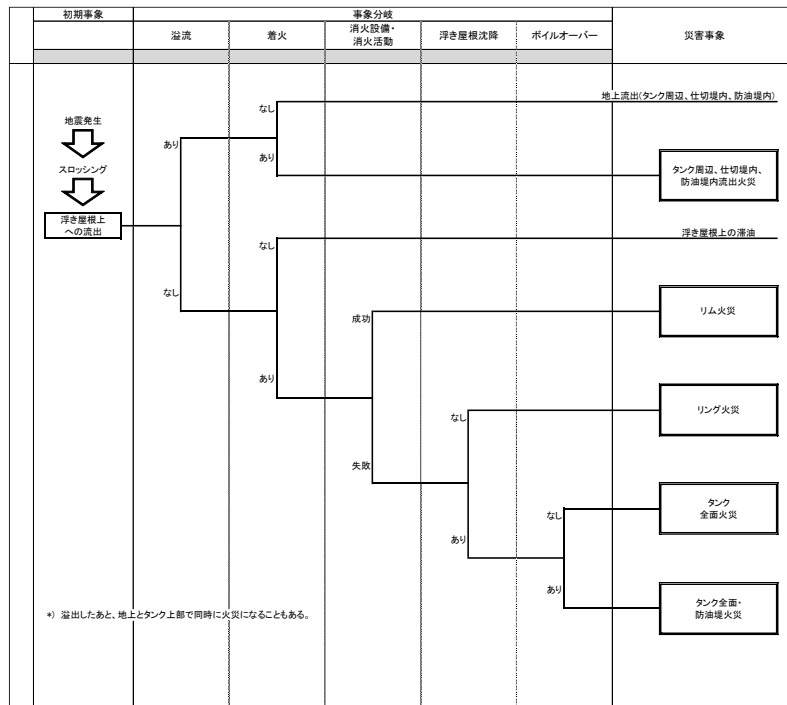 初期事象
事象分岐
災害事象
溢流
着火
消火設備・
消火活動
浮き屋根沈降
ボイルオーバー
地震発生
スロッシング
浮き屋根上
への流出
あり
なし
なし
あり
地上流出(タンク周辺、仕切堤内、防油堤内)
タンク周辺、仕切堤内、
防油堤内流出火災
なし
浮き屋根上の滞油
あり
成功
リム火災
失敗
なし
リング火災
あり
なし
タンク
全面火災
あり
タンク全面・
防油堤火災
*) 溢出したあと、地上とタンク上部で同時に火災になることもある。